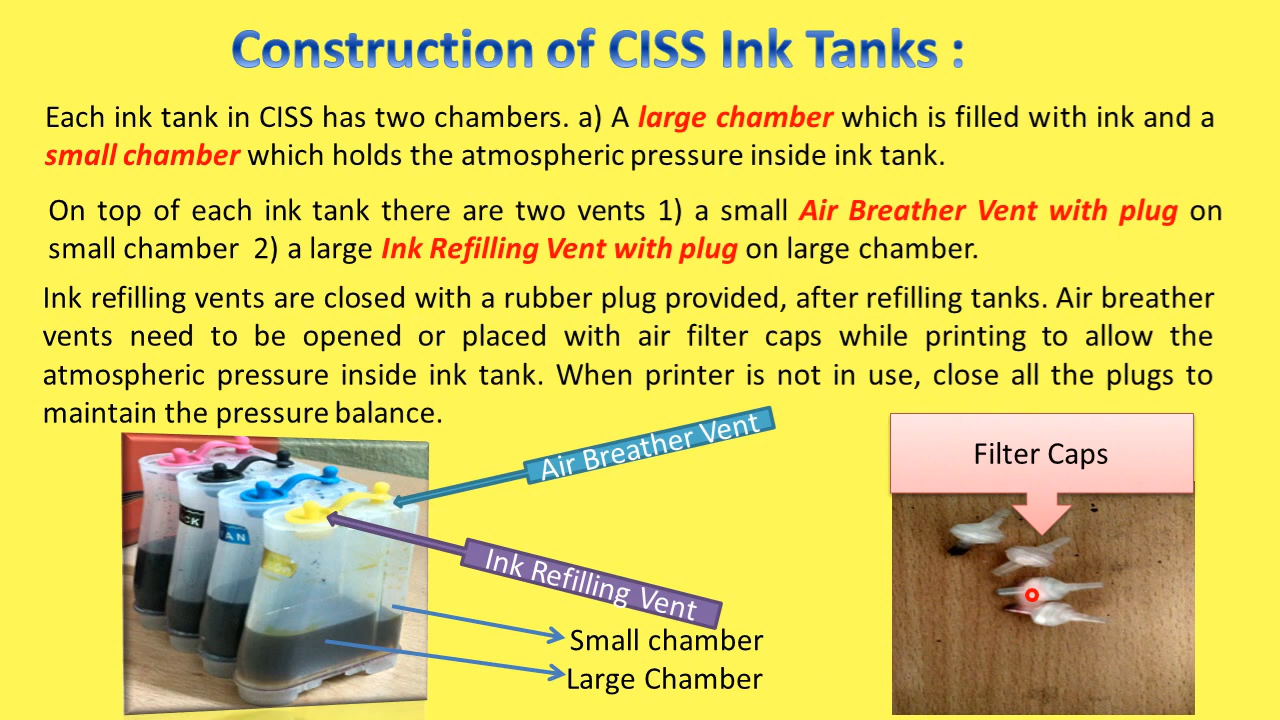 Construction of CISS Ink Tanks :
Each ink tank in CISS has two chambers. a) A large chamber which is filled with ink and a
small chamber which holds the atmospheric pressure inside ink tank.
On top of each ink tank there are two vents 1) a small Air Breather Vent with plug on
small chamber 2) a large Ink Refilling Vent with plug on large chamber.
Ink refilling vents are closed with a rubber plug provided, after refilling tanks. Air breather
vents need to be opened or placed with air filter caps while printing to allow the
atmospheric pressure inside ink tank. When printer is not in use, close all the plugs to
maintain the pressure balance.
Air Breather Vent
Filter Caps
CK
AN
Ink Refilling Vent
Small chamber
Large Chamber